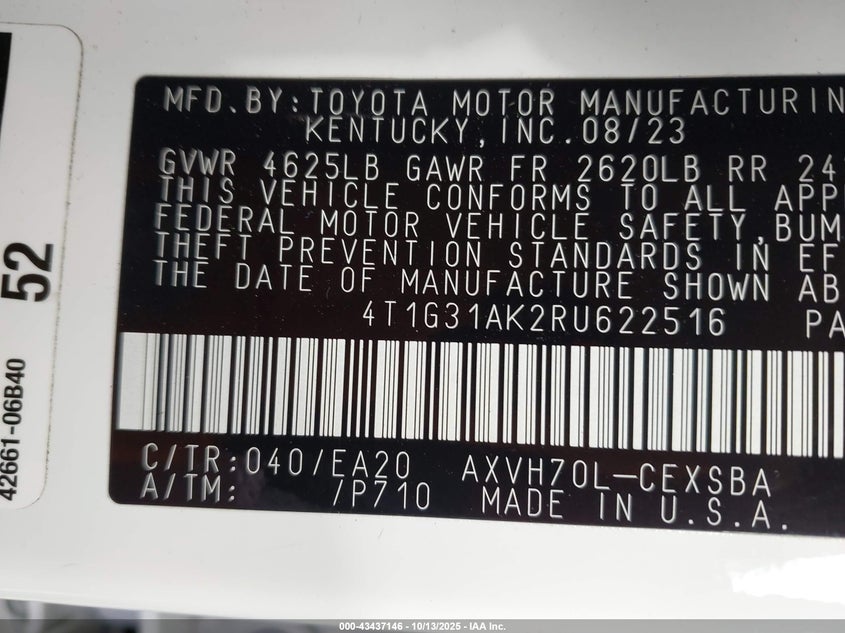 MFD.BY:TOYOTA MOTOR MANUFACTURIN
KENTUCKY,INC.08/23
GVWR 4625LB GAWR FR 2620LB RR 24
THIS VEHICLE CONFORMS TO ALL APP
FEDERAL MOTOR VEHICLE SAFETY,BUM
THEFT PREVENTION STANDARDS IN EF
THE DATE OF MANUFACTURE SHOWN AB
4T1G31AK2RU622516 PA
C/TR:040/EA20 AXVH70L-CEXSBA
A/TM: /P710 MADE IN U.S.A.
52
42661-06B40
000-43437146 - 10/13/2025 - IAA Inc.